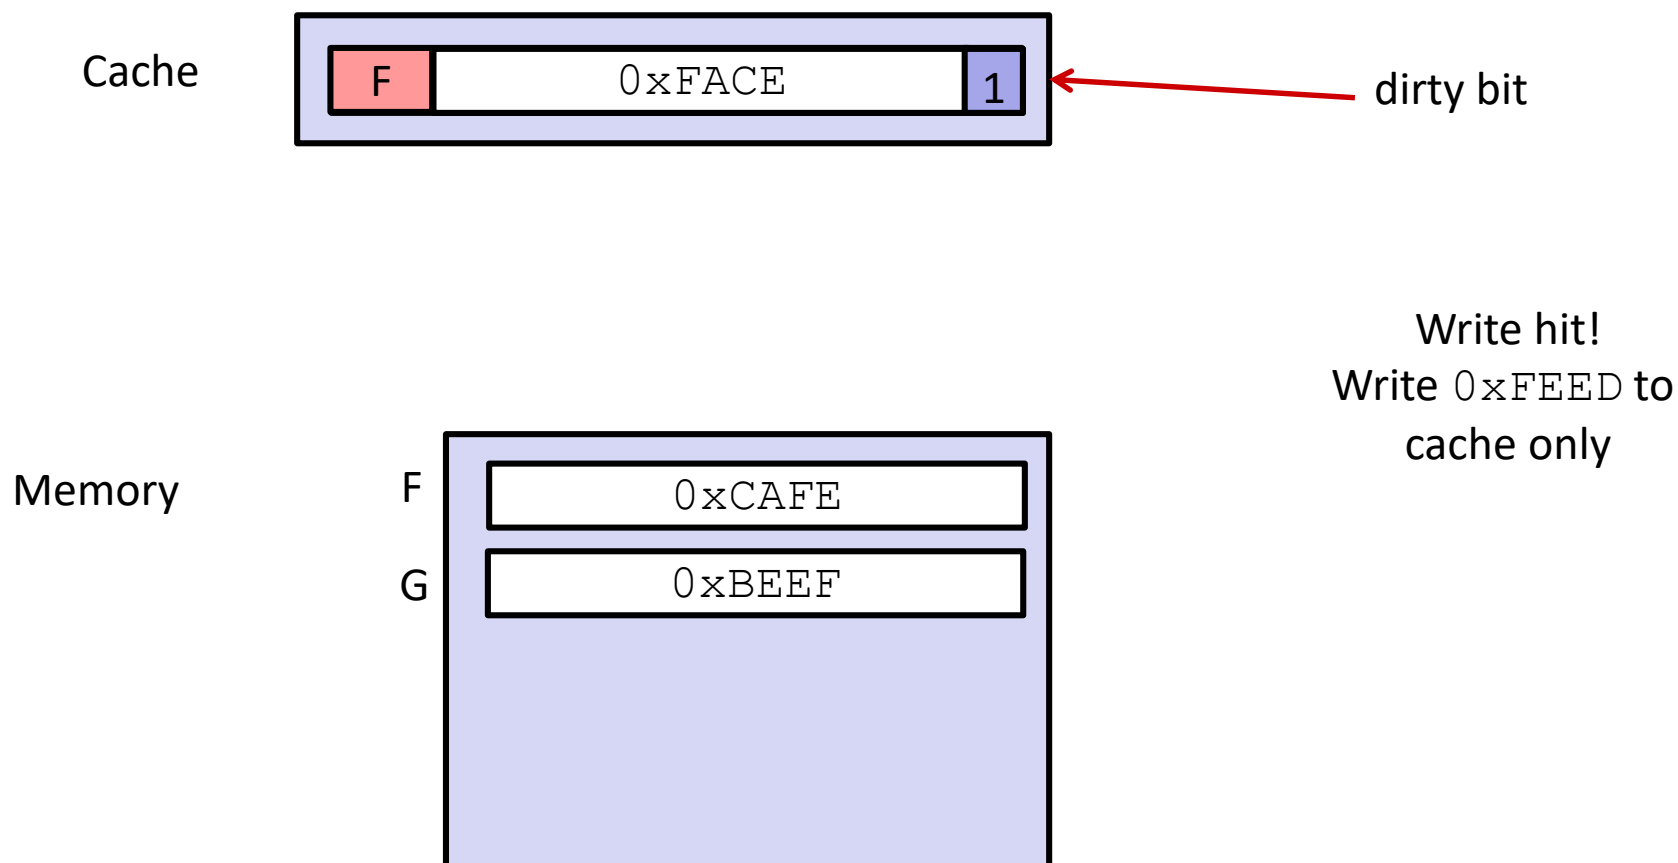 Cache
F
0xFACE
1
dirty bit
Write hit!
Write 0xFEED to
cache only
Memory
F
0xCAFE
G
0xBEEF